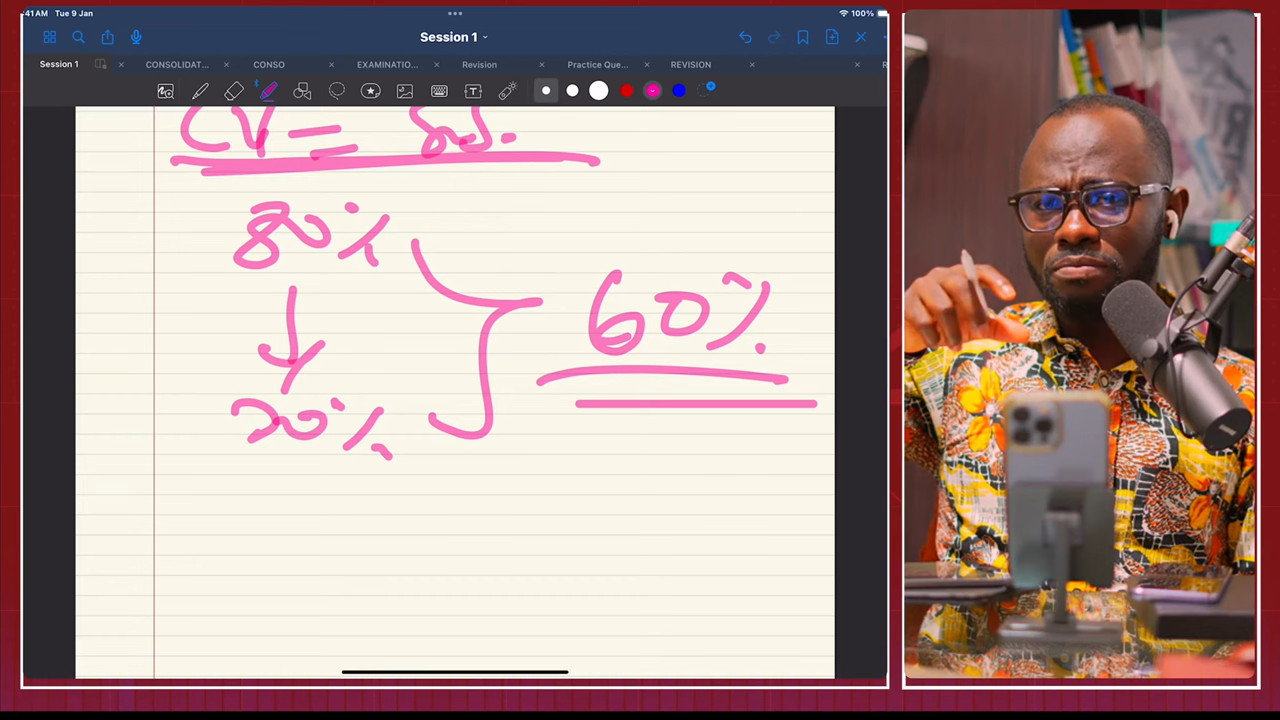 :41 AM Tue 9 Jan
100%
Session 1
Session 1
CONSOLIDAT...
CONSO
EXAMINATIO...
Revision
Practice Que...
REVISION
CV =
80%
60%
20%